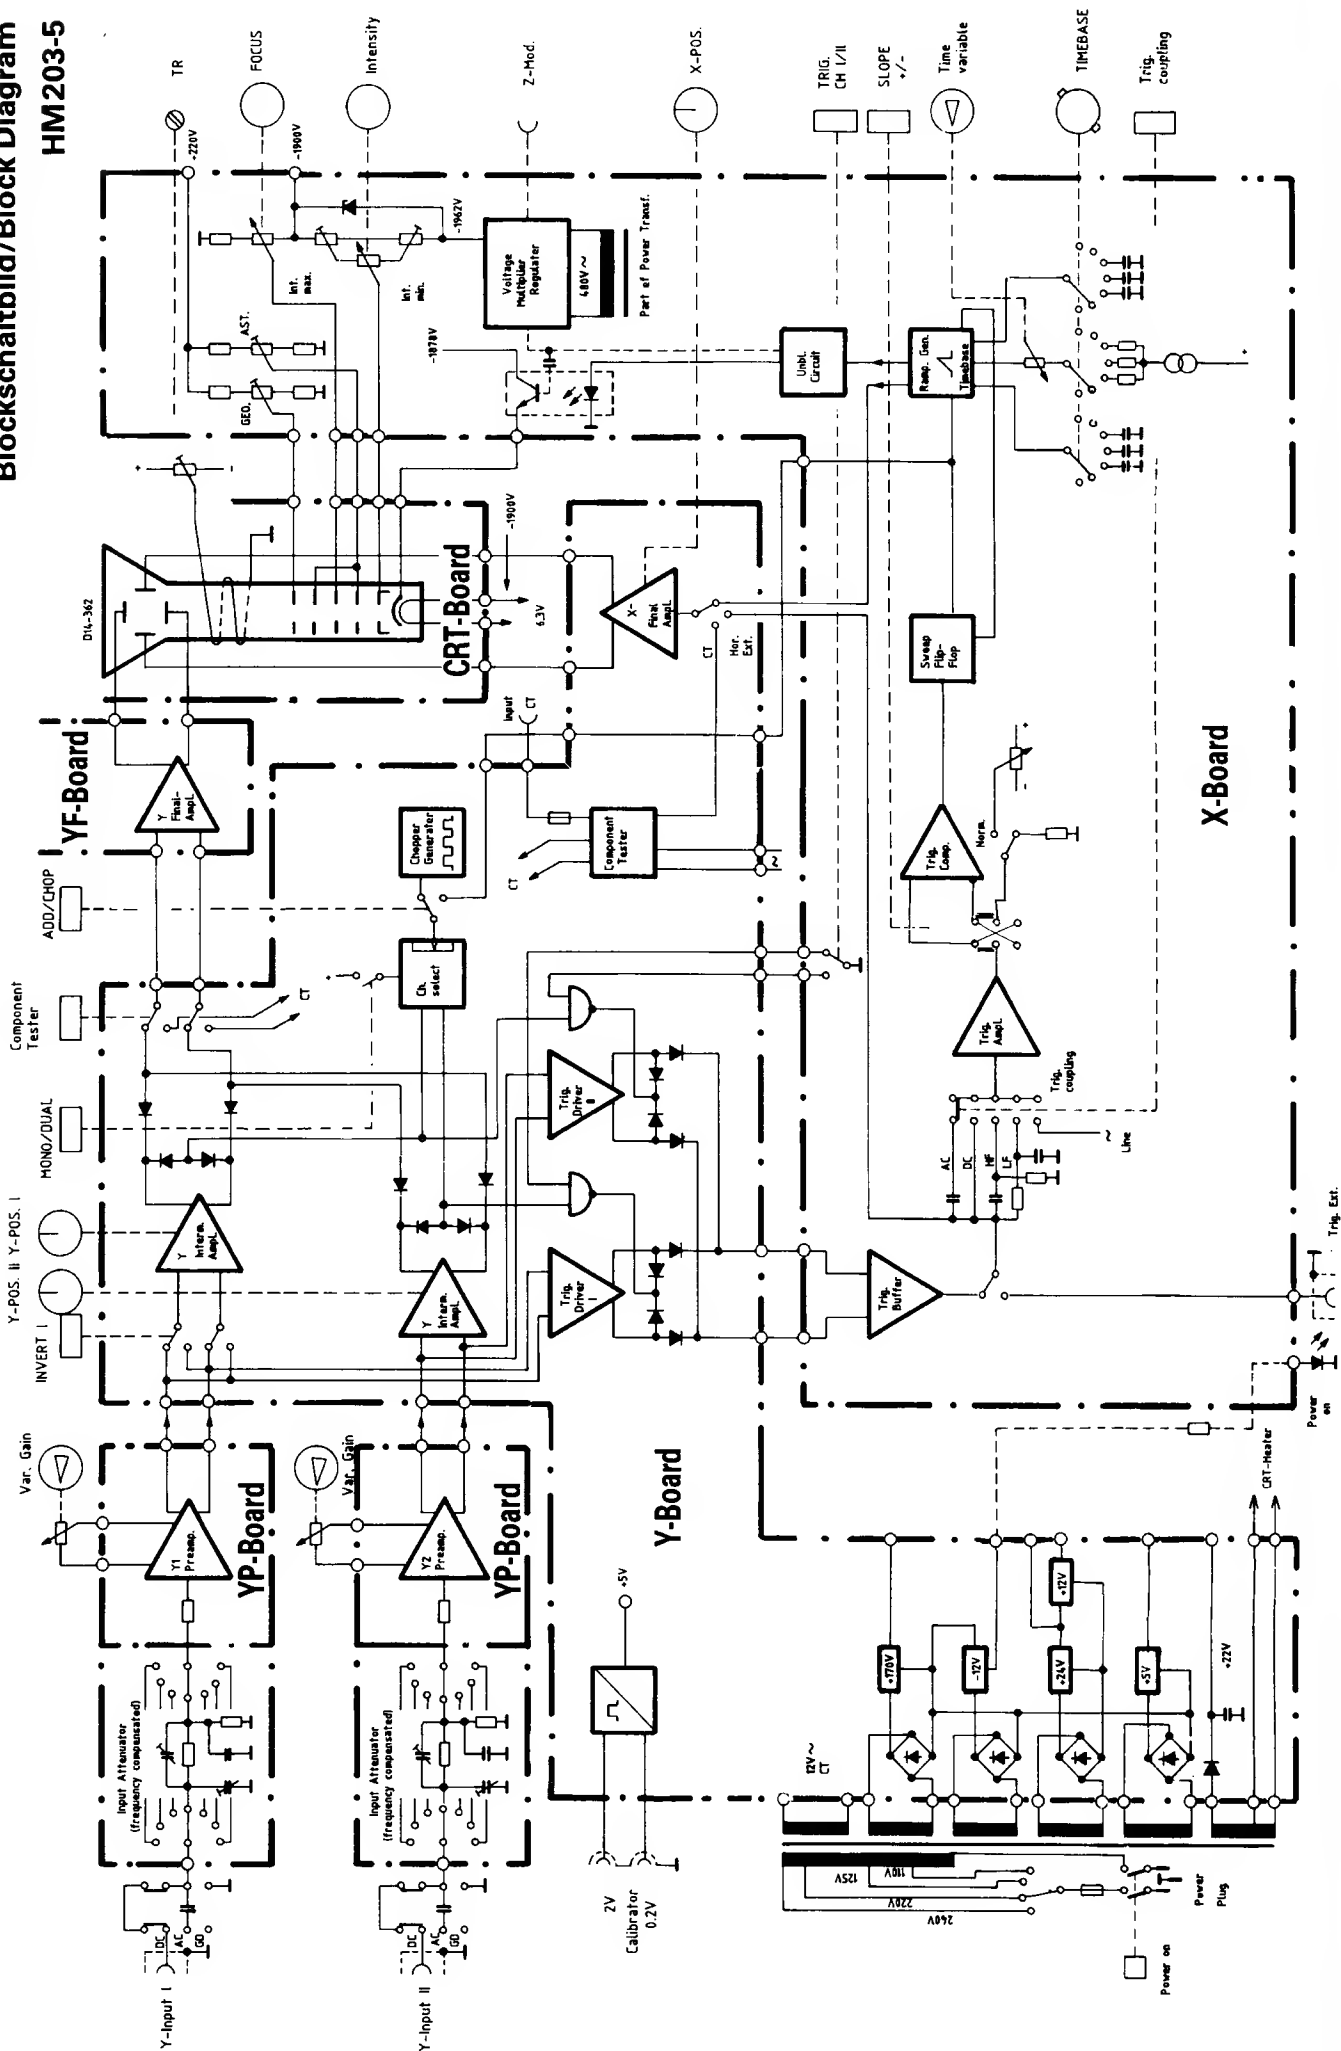 Blockschaltbild/Block Diagram
HM203-5
TR
FOCUS
Intensity
Z-Mod.
X-POS.
TRIG.
CH I/II
SLOPE
+/-
Time
variable
TIMEBASE
Trig.
coupling
+220V
-1900V
-1962V
Int.
max.
Int.
min.
AST.
GEO.
-1878V
Voltage
Multiplier
Regulator
480V ~
Part of Power Transf.
Unbl.
Circuit
Ramp. Gen.
Timebase
D14-362
CRT-Board
-1900V
6.3V
X-
Final
Ampl.
CT
Hor.
Ext.
Sweep
Flip-
Flop
X-Board
YF-Board
Y
Final-
Ampl.
Input
CT
Chopper
Generator
Component
Tester
CT
~
Trig.
Comp.
Norm.
+
-
ADD/CHOP
Component
Tester
MONO/DUAL
Y-POS. I
Y-POS. II
INVERT I
CT
+
Ch.
select
Y
Interm.
Ampl.
Y
Interm.
Ampl.
Trig.
Driver
II
Trig.
Driver
I
Trig.
Ampl.
Trig.
coupling
AC
DC
HF
LF
~
Line
Trig.
Buffer
Trig. Ext.
Power
on
Var. Gain
Var. Gain
Y1
Preamp.
YP-Board
Y2
Preamp.
YP-Board
Y-Board
Input Attenuator
(frequency compensated)
Input Attenuator
(frequency compensated)
+5V
2V
Calibrator
0.2V
CRT-Heater
+170V
-12V
+24V
+12V
+5V
+22V
12V ~
CT
DC
AC
GD
Y-Input I
DC
AC
GD
Y-Input II
110V
125V
220V
240V
Power
Plug
Power on